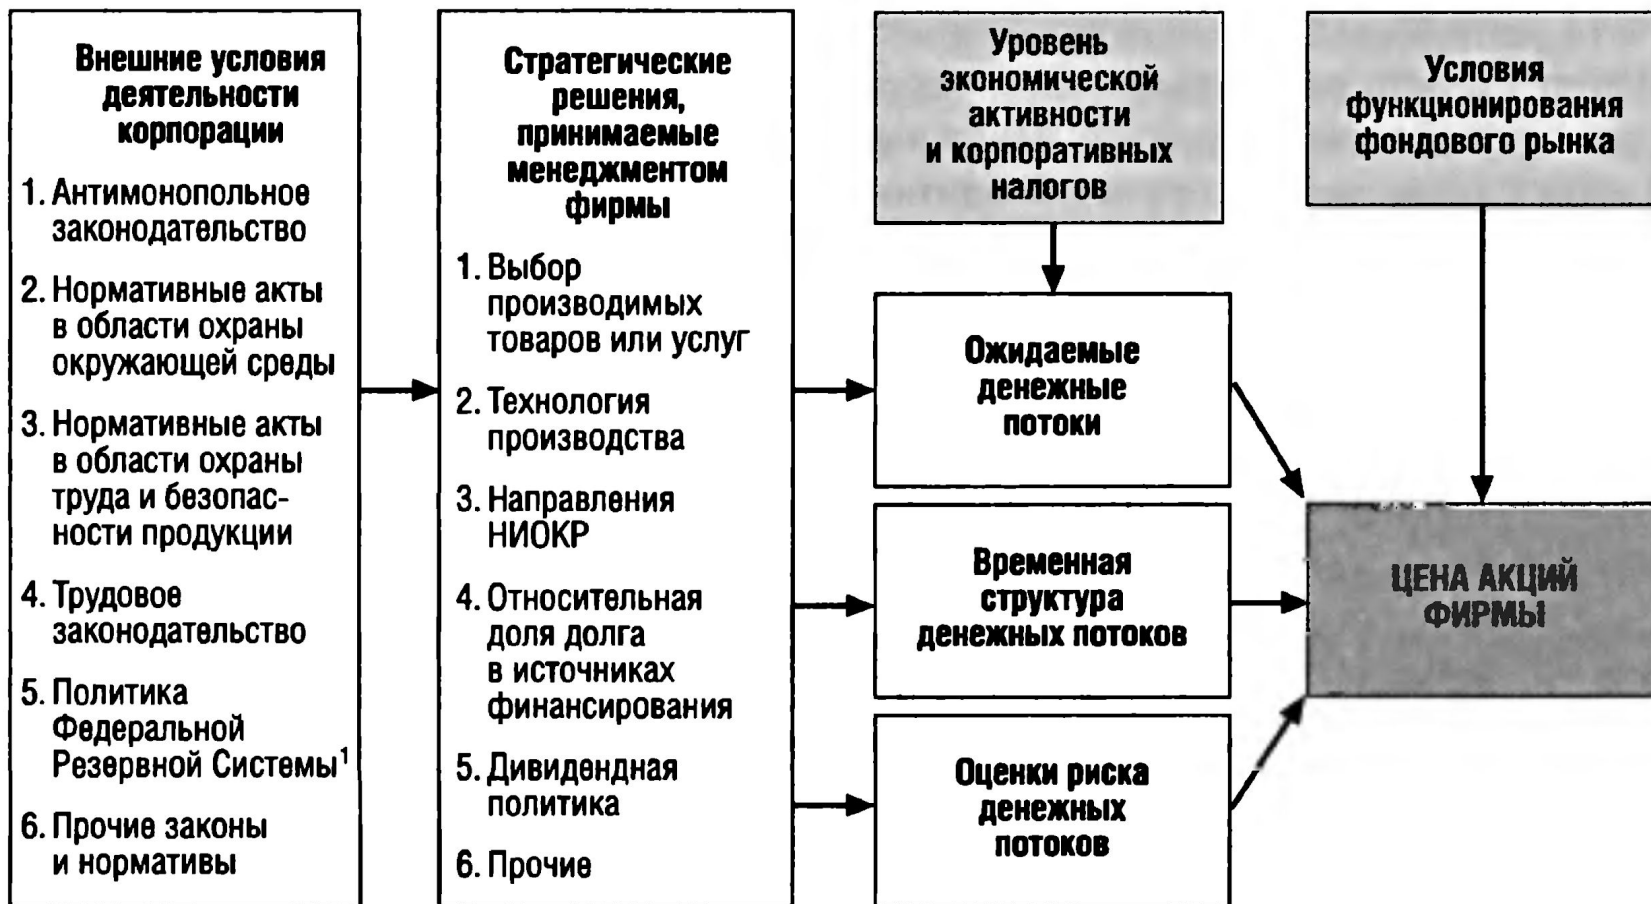 Внешние условия
деятельности
корпорации
1. Антимонопольное
законодательство
2. Нормативные акты
в области охраны
окружающей среды
3. Нормативные акты
в области охраны
труда и безопас-
ности продукции
4. Трудовое
законодательство
5. Политика
Федеральной
Резервной Системы¹
6. Прочие законы
и нормативы
Стратегические
решения,
принимаемые
менеджментом
фирмы
1. Выбор
производимых
товаров или услуг
2. Технология
производства
3. Направления
НИОКР
4. Относительная
доля долга
в источниках
финансирования
5. Дивидендная
политика
6. Прочие
Уровень
экономической
активности
и корпоративных
налогов
Ожидаемые
денежные
потоки
Временная
структура
денежных потоков
Оценки риска
денежных
потоков
Условия
функционирования
фондового рынка
ЦЕНА АКЦИЙ
ФИРМЫ